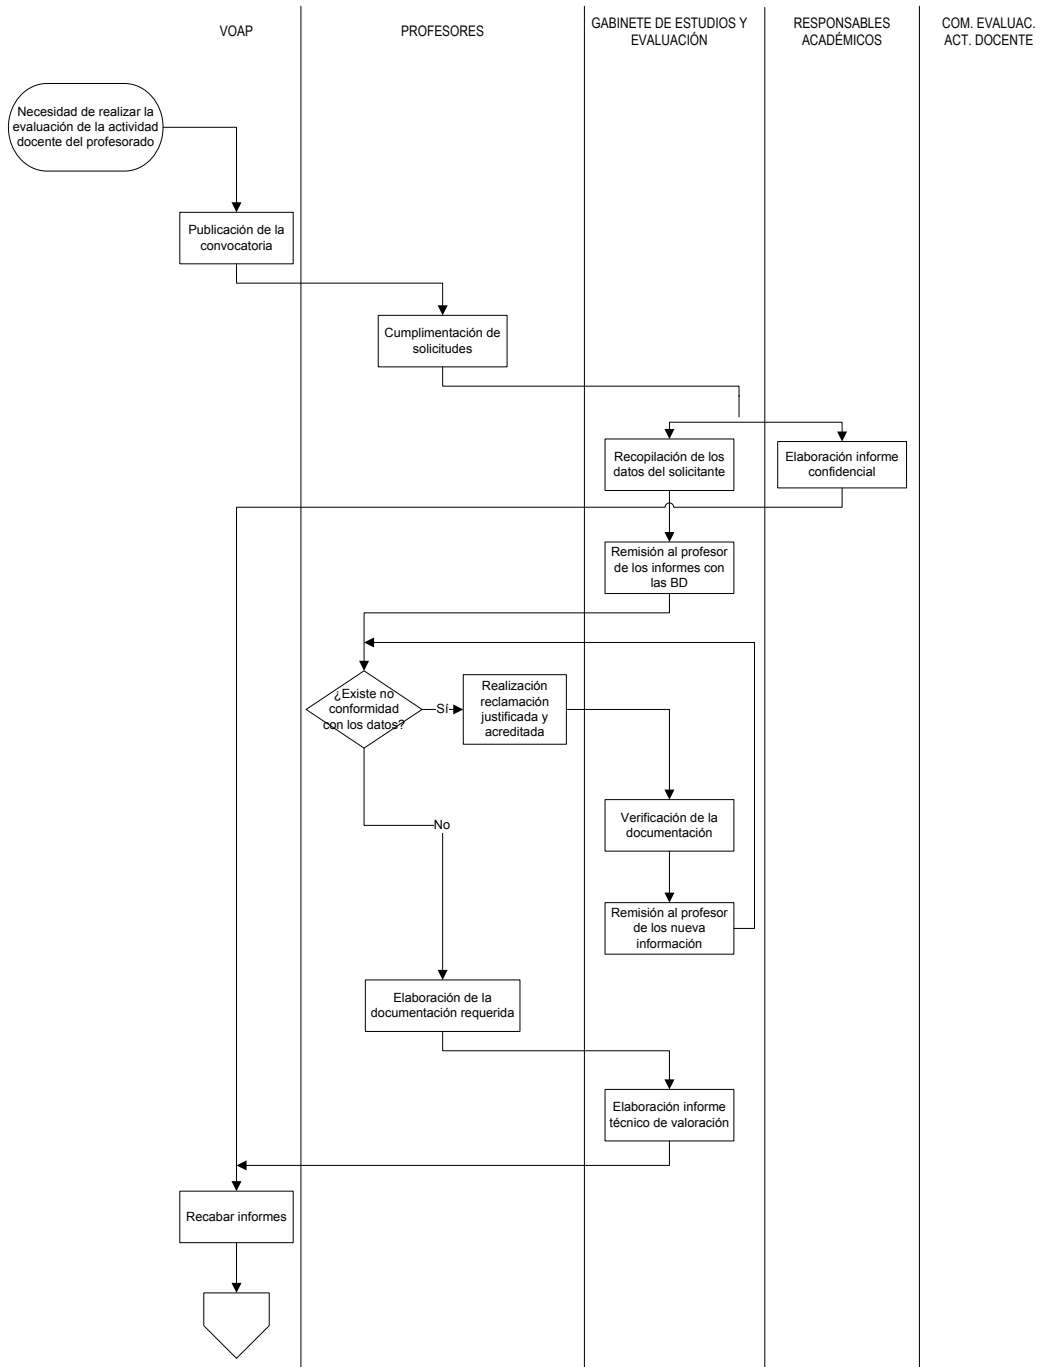 VOAP
PROFESORES
GABINETE DE ESTUDIOS Y
EVALUACIÓN
RESPONSABLES
ACADÉMICOS
COM. EVALUAC.
ACT. DOCENTE
Necesidad de realizar la
evaluación de la actividad
docente del profesorado
Publicación de la
convocatoria
Cumplimentación de
solicitudes
Recopilación de los
datos del solicitante
Elaboración informe
confidencial
Remisión al profesor
de los informes con
las BD
¿Existe no
conformidad
con los datos?
Sí
Realización
reclamación
justificada y
acreditada
Verificación de la
documentación
No
Remisión al profesor
de los nueva
información
Elaboración de la
documentación requerida
Elaboración informe
técnico de valoración
Recabar informes